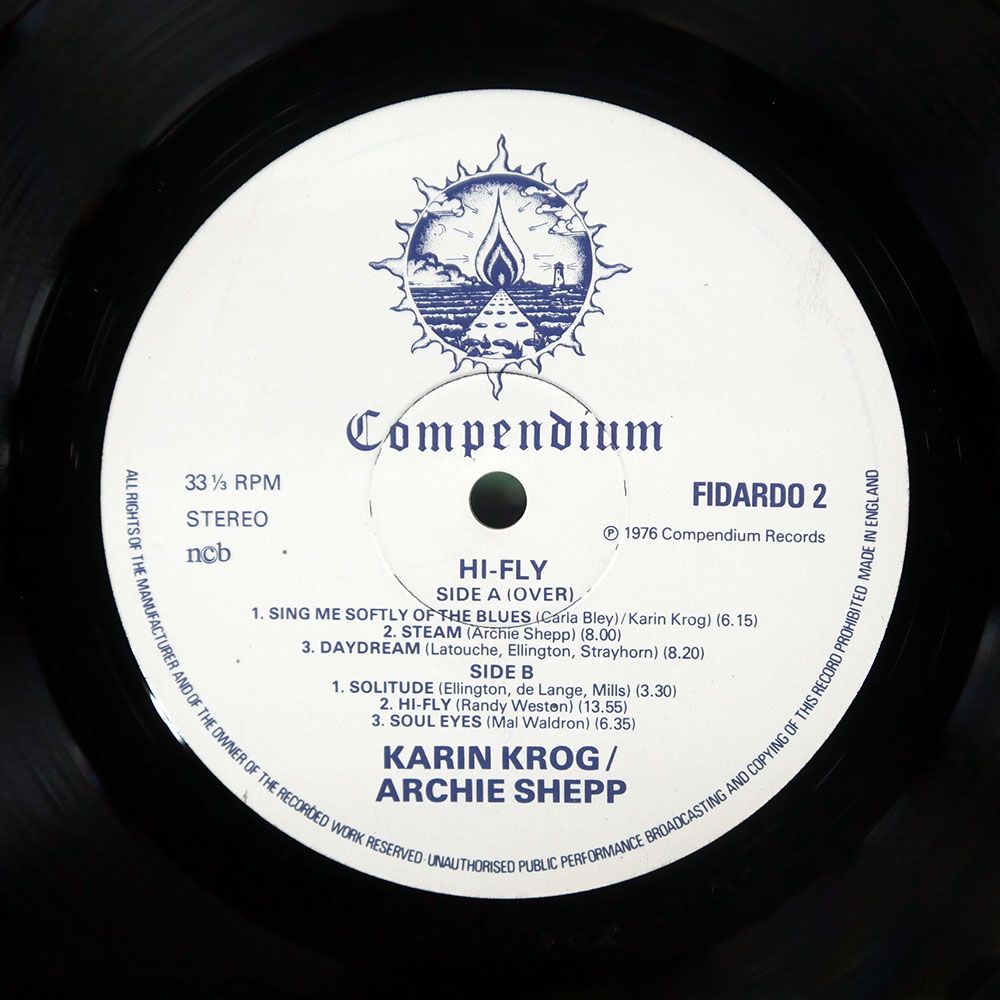 Compendium
33 ⅓ RPM
STEREO
ncb
FIDARDO 2
℗ 1976 Compendium Records
HI-FLY
SIDE A (OVER)
1. SING ME SOFTLY OF THE BLUES (Carla Bley)/Karin Krog) (6.15)
2. STEAM (Archie Shepp) (8.00)
3. DAYDREAM (Latouche, Ellington, Strayhorn) (8.20)
SIDE B
1. SOLITUDE (Ellington, de Lange, Mills) (3.30)
2. HI-FLY (Randy Weston) (13.55)
3. SOUL EYES (Mal Waldron) (6.35)
KARIN KROG/
ARCHIE SHEPP
ALL RIGHTS OF THE MANUFACTURER AND OF THE OWNER OF THE RECORDED WORK RESERVED · UNAUTHORISED PUBLIC PERFORMANCE BROADCASTING AND COPYING OF THIS RECORD PROHIBITED MADE IN ENGLAND